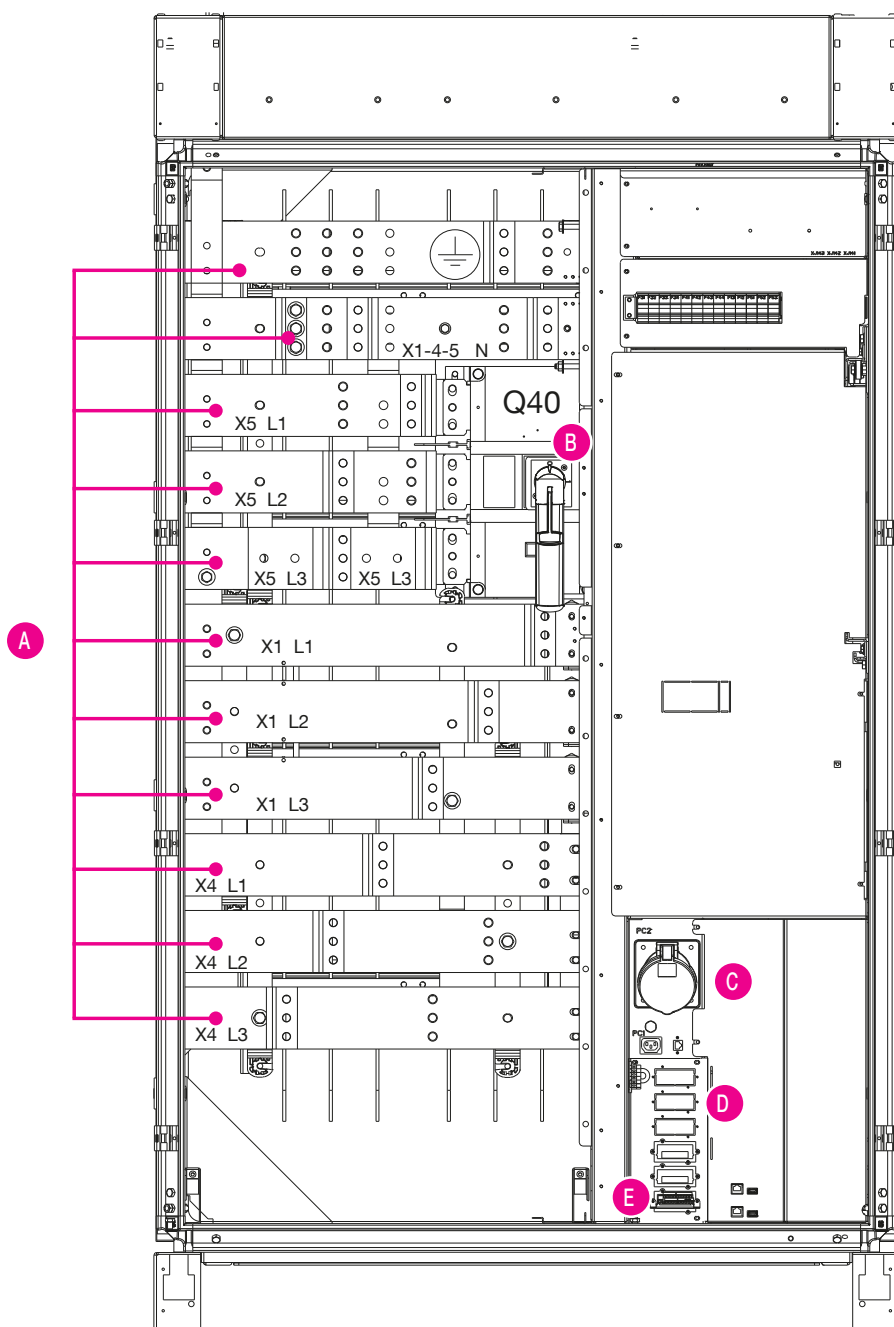 X1-4-5 N
Q40
X5 L1
B
X5 L2
X5 L3 X5 L3
A
X1 L1
X1 L2
X1 L3
X4 L1
PC2
X4 L2
C
X4 L3
PC1
D
E